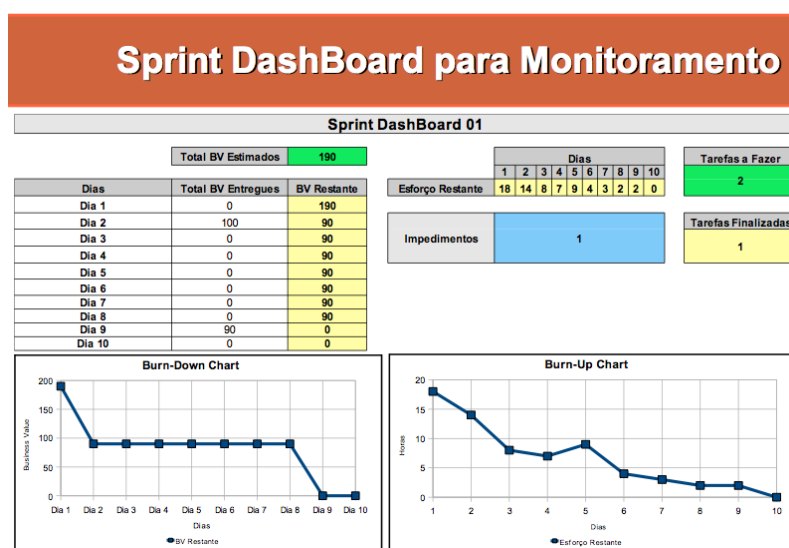 Sprint DashBoard para Monitoramento
Sprint DashBoard 01
Total BV Estimados 190
Dias Total BV Entregues BV Restante
Dia 1 0 190
Dia 2 100 90
Dia 3 0 90
Dia 4 0 90
Dia 5 0 90
Dia 6 0 90
Dia 7 0 90
Dia 8 0 90
Dia 9 90 0
Dia 10 0 0
Dias
1 2 3 4 5 6 7 8 9 10
Esforço Restante 18 14 8 7 9 4 3 2 2 0
Impedimentos 1
Tarefas a Fazer
2
Tarefas Finalizadas
1
Burn-Down Chart
Business Value
200
150
100
50
0
Dia 1 Dia 2 Dia 3 Dia 4 Dia 5 Dia 6 Dia 7 Dia 8 Dia 9 Dia 10
Dias
BV Restante
Burn-Up Chart
Horas
20
15
10
5
0
1 2 3 4 5 6 7 8 9 10
Dias
Esforço Restante